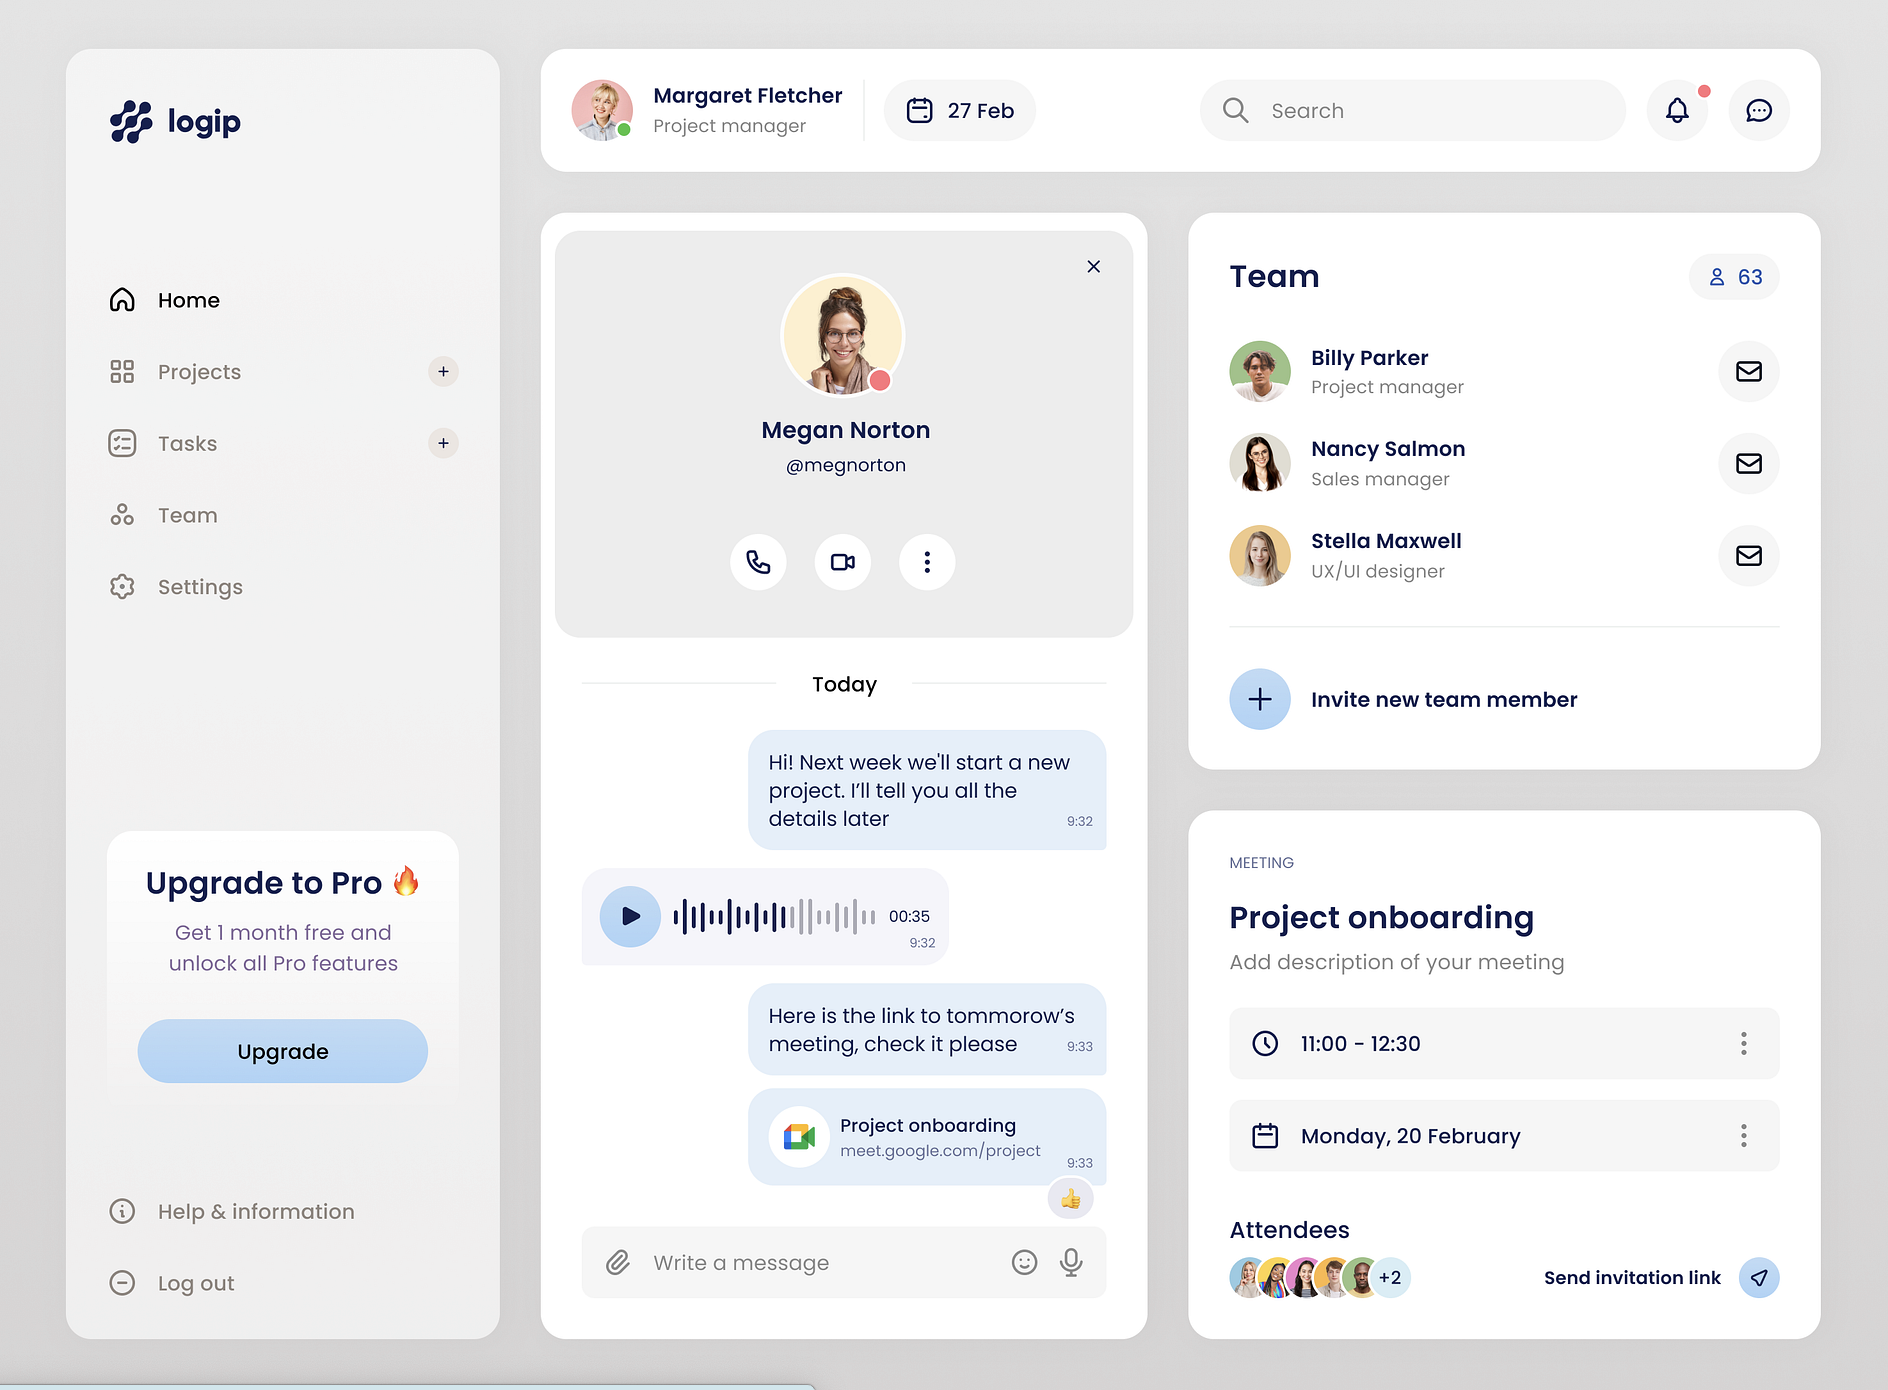 logip
Home
Projects
+
Tasks
+
Team
Settings
Upgrade to Pro 🔥
Get 1 month free and
unlock all Pro features
Upgrade
Help & information
Log out
Margaret Fletcher
Project manager
27 Feb
Search
Megan Norton
@megnorton
Today
Hi! Next week we'll start a new
project. I’ll tell you all the
details later
9:32
00:35
9:32
Here is the link to tommorow’s
meeting, check it please
9:33
Project onboarding
meet.google.com/project
9:33
👍
Write a message
Team
63
Billy Parker
Project manager
Nancy Salmon
Sales manager
Stella Maxwell
UX/UI designer
Invite new team member
MEETING
Project onboarding
Add description of your meeting
11:00 - 12:30
Monday, 20 February
Attendees
+2
Send invitation link